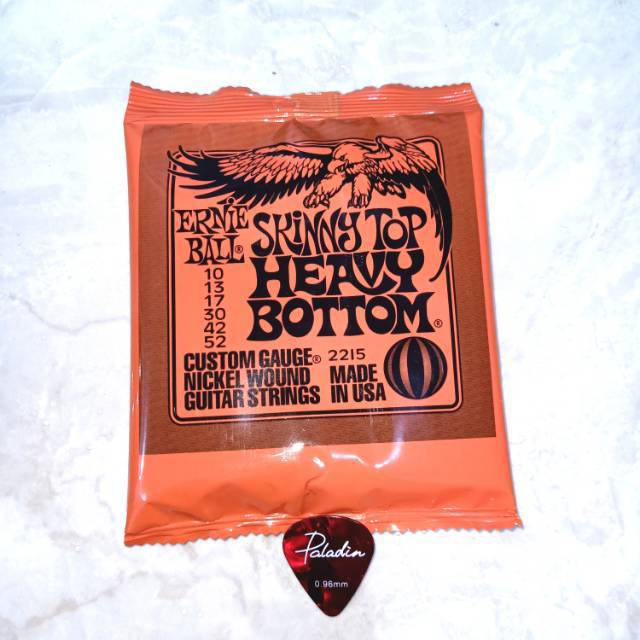 ERNiE
BALL®
SKiNNY TOP
HEAVY
BOTTOM®
10
13
17
30
42
52
CUSTOM GAUGE®
NICKEL WOUND
GUITAR STRINGS
2215
MADE
IN USA
Paladin
0.96mm